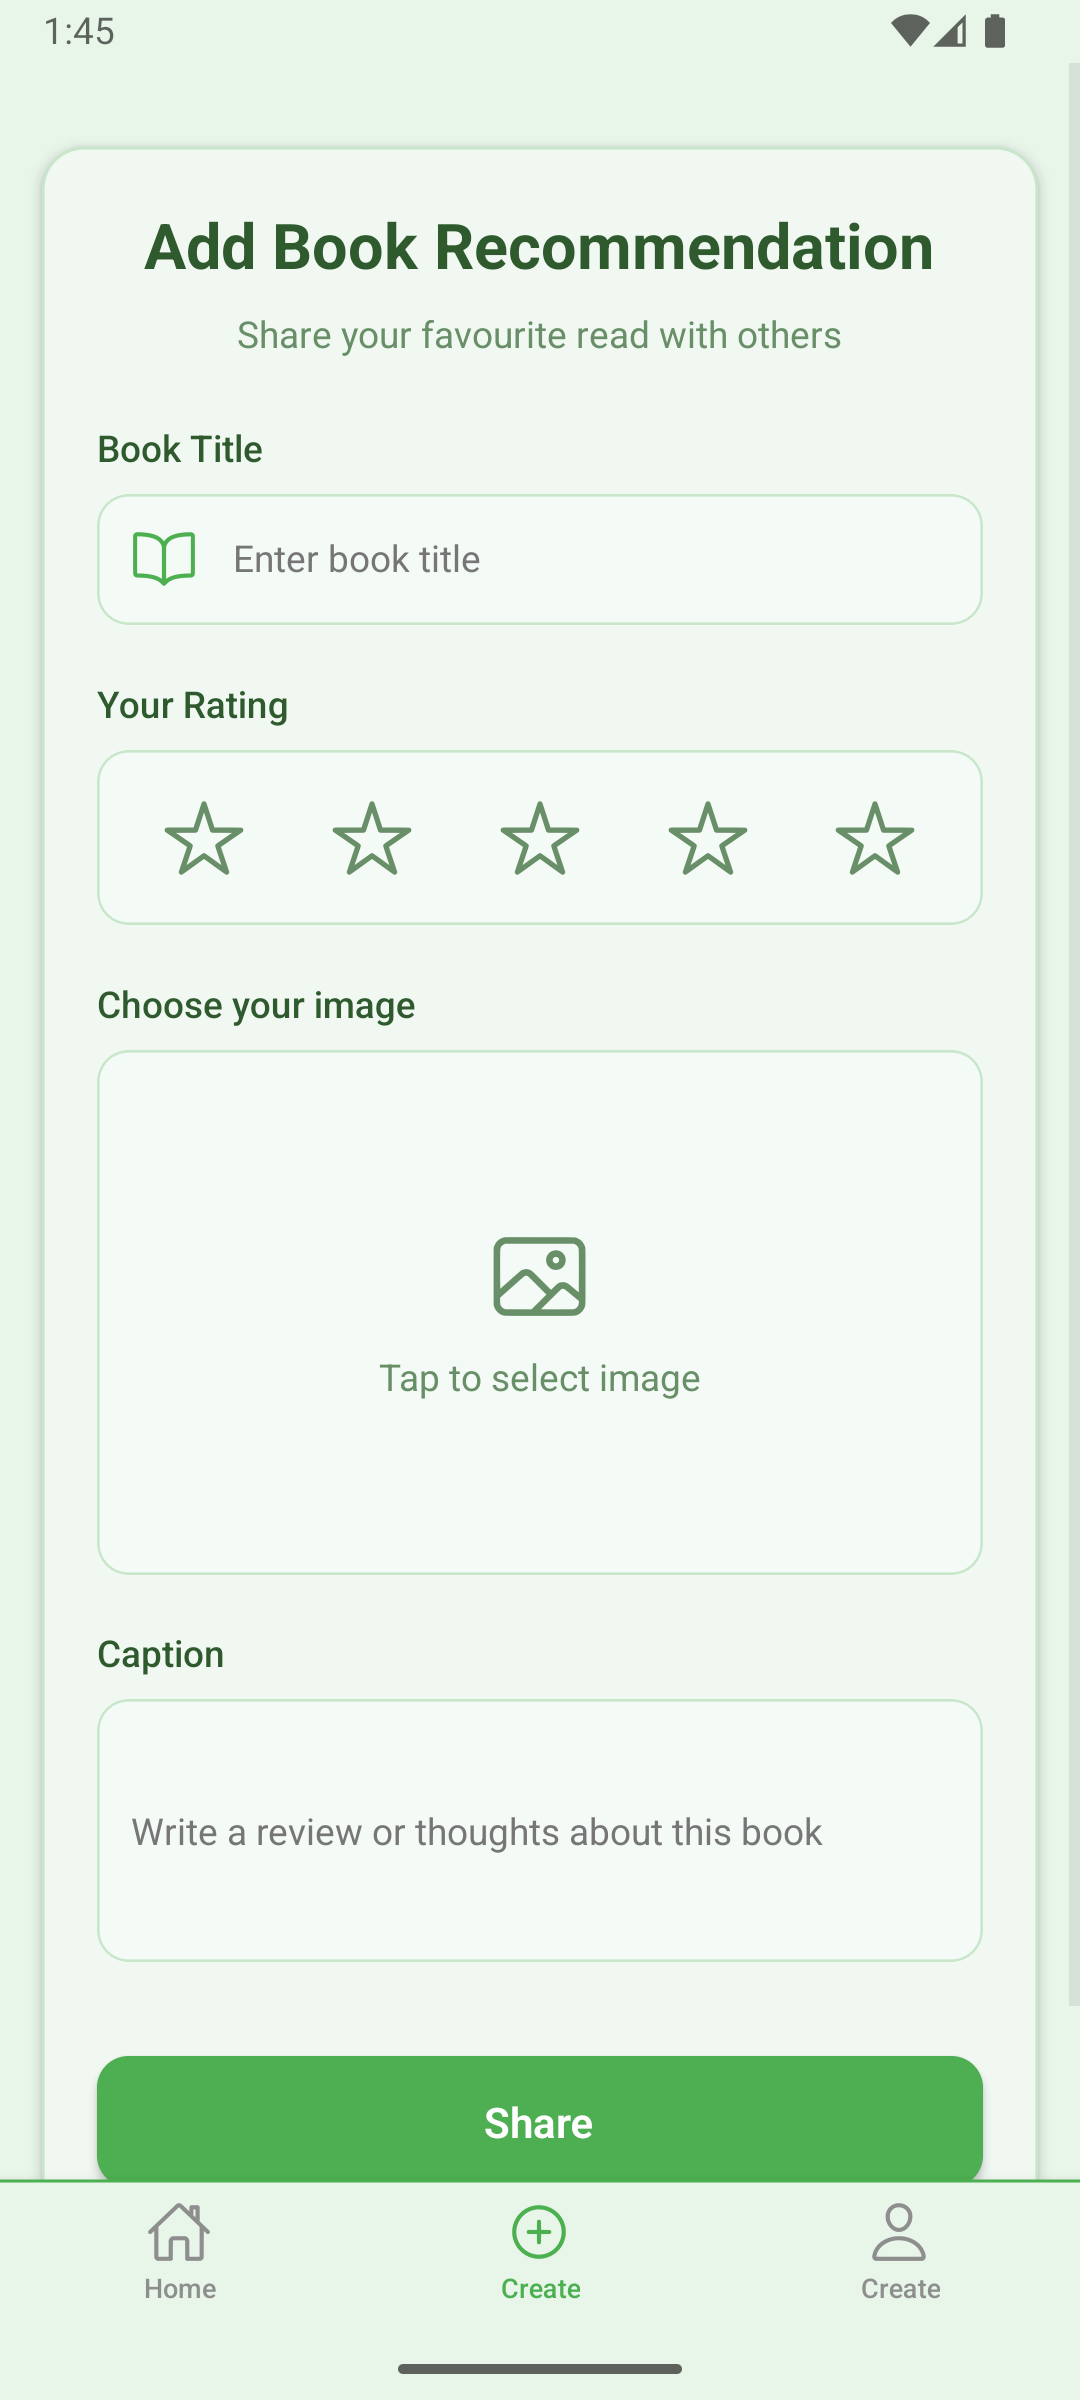 1:45
Add Book Recommendation
Share your favourite read with others
Book Title
Enter book title
Your Rating
Choose your image
Tap to select image
Caption
Write a review or thoughts about this book
Share
Home
Create
Create